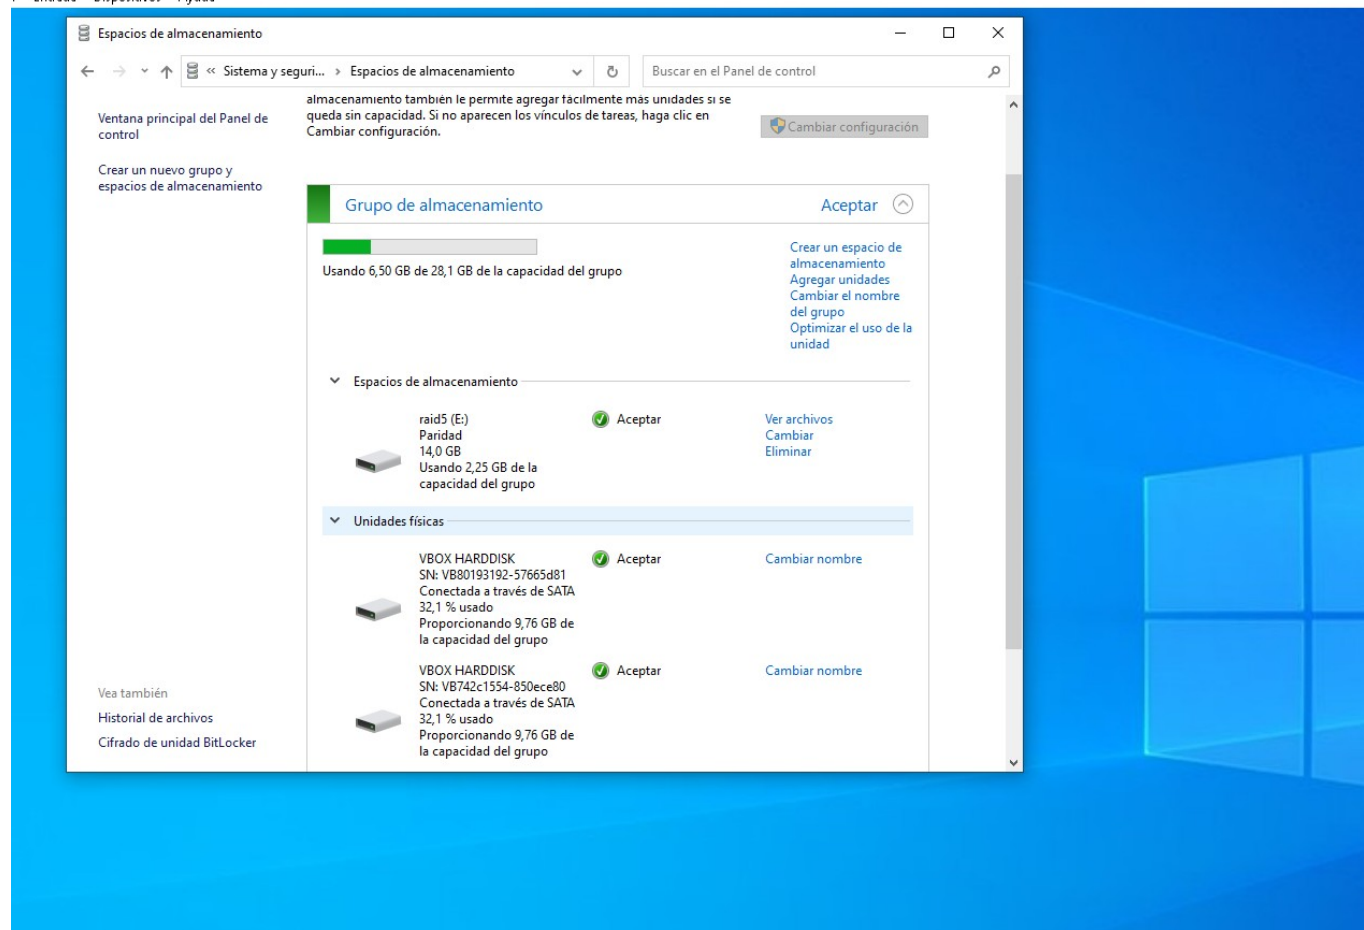 Espacios de almacenamiento
« Sistema y seguri... › Espacios de almacenamiento
Buscar en el Panel de control
Ventana principal del Panel de
control
Crear un nuevo grupo y
espacios de almacenamiento
almacenamiento también le permite agregar fácilmente más unidades si se
queda sin capacidad. Si no aparecen los vínculos de tareas, haga clic en
Cambiar configuración.
Cambiar configuración
Grupo de almacenamiento
Aceptar
Usando 6,50 GB de 28,1 GB de la capacidad del grupo
Crear un espacio de
almacenamiento
Agregar unidades
Cambiar el nombre
del grupo
Optimizar el uso de la
unidad
Espacios de almacenamiento
raid5 (E:)
Paridad
14,0 GB
Usando 2,25 GB de la
capacidad del grupo
Aceptar
Ver archivos
Cambiar
Eliminar
Unidades físicas
VBOX HARDDISK
SN: VB80193192-57665d81
Conectada a través de SATA
32,1 % usado
Proporcionando 9,76 GB de
la capacidad del grupo
Aceptar
Cambiar nombre
VBOX HARDDISK
SN: VB742c1554-850ece80
Conectada a través de SATA
32,1 % usado
Proporcionando 9,76 GB de
la capacidad del grupo
Aceptar
Cambiar nombre
Vea también
Historial de archivos
Cifrado de unidad BitLocker